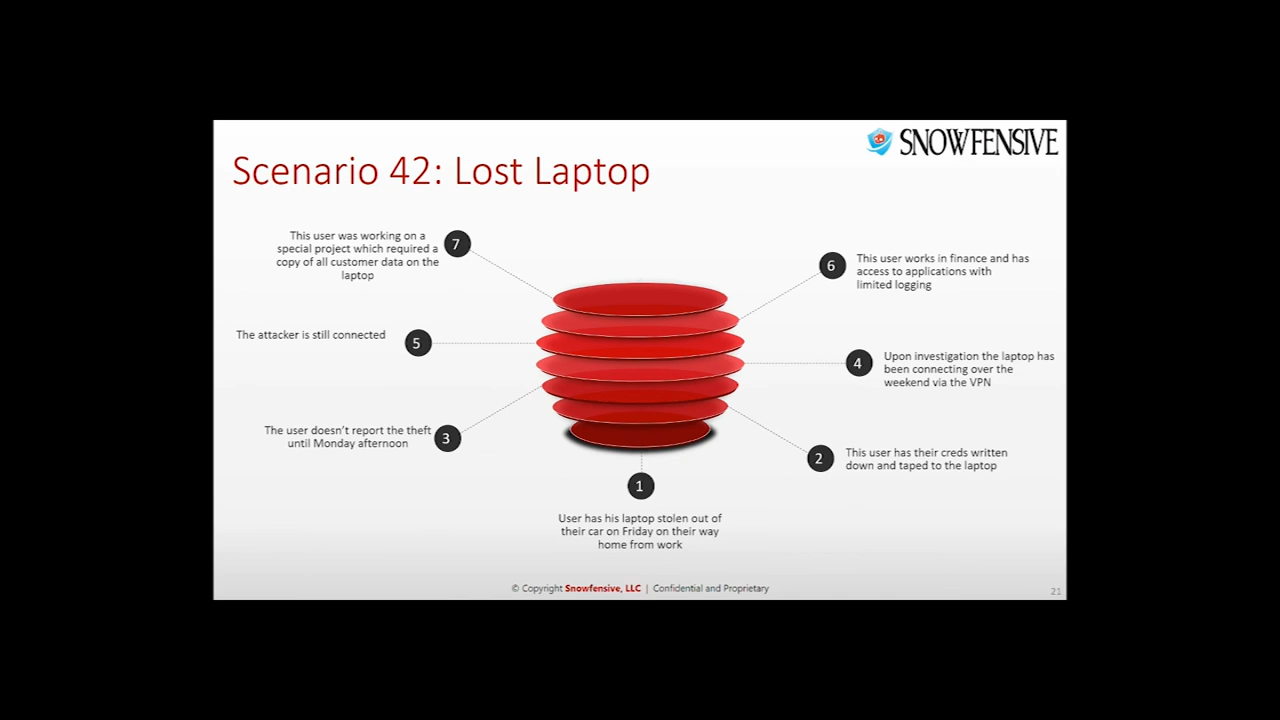 SNOWFENSIVE
Scenario 42: Lost Laptop
This user was working on a
special project which required a
copy of all customer data on the
laptop
7
6
This user works in finance and has
access to applications with
limited logging
The attacker is still connected
5
4
Upon investigation the laptop has
been connecting over the
weekend via the VPN
The user doesn't report the theft
until Monday afternoon
3
2
This user has their creds written
down and taped to the laptop
1
User has his laptop stolen out of
their car on Friday on their way
home from work
© Copyright Snowfensive, LLC | Confidential and Proprietary
21